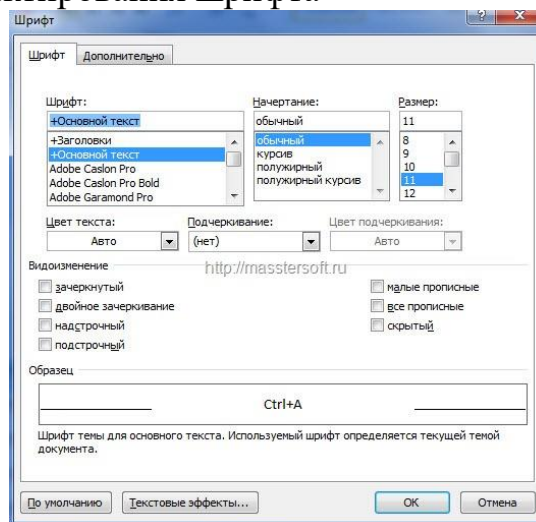 Шрифт
Шрифт Дополнительно
Шрифт: Начертание: Размер:
+Основной текст обычный 11
+Заголовки обычный 8
+Основной текст курсив 9
Adobe Caslon Pro полужирный 10
Adobe Caslon Pro Bold полужирный курсив 11
Adobe Garamond Pro 12
Цвет текста: Подчеркивание: Цвет подчеркивания:
Авто (нет) Авто
Видоизменение http://masstersoft.ru
зачеркнутый малые прописные
двойное зачеркивание все прописные
надстрочный скрытый
подстрочный
Образец
Ctrl+A
Шрифт темы для основного текста. Используемый шрифт определяется текущей темой
документа.
По умолчанию Текстовые эффекты... ОК Отмена